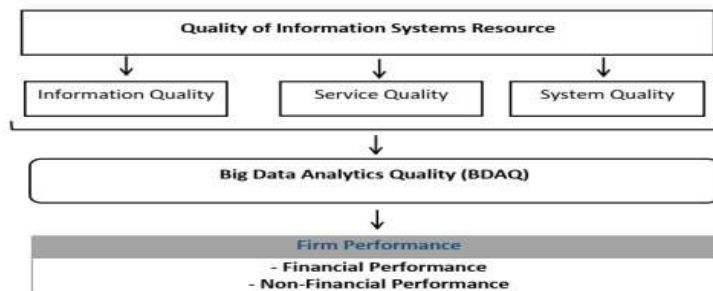 Quality of Information Systems Resource
Information Quality
Service Quality
System Quality
Big Data Analytics Quality (BDAQ)
Firm Performance
- Financial Performance
- Non-Financial Performance